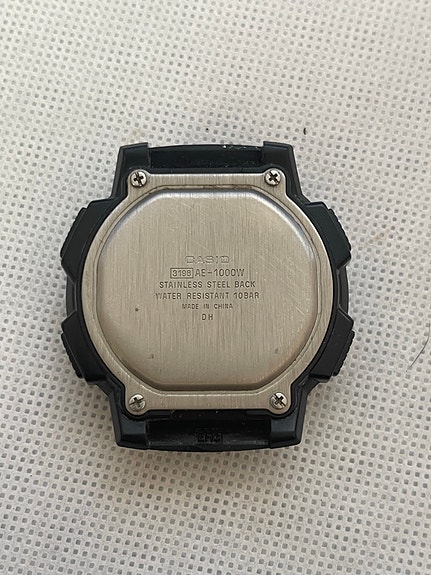 CASIO
3198 AE-1000W
STAINLESS STEEL BACK
WATER RESISTANT 10BAR
MADE IN CHINA
DH